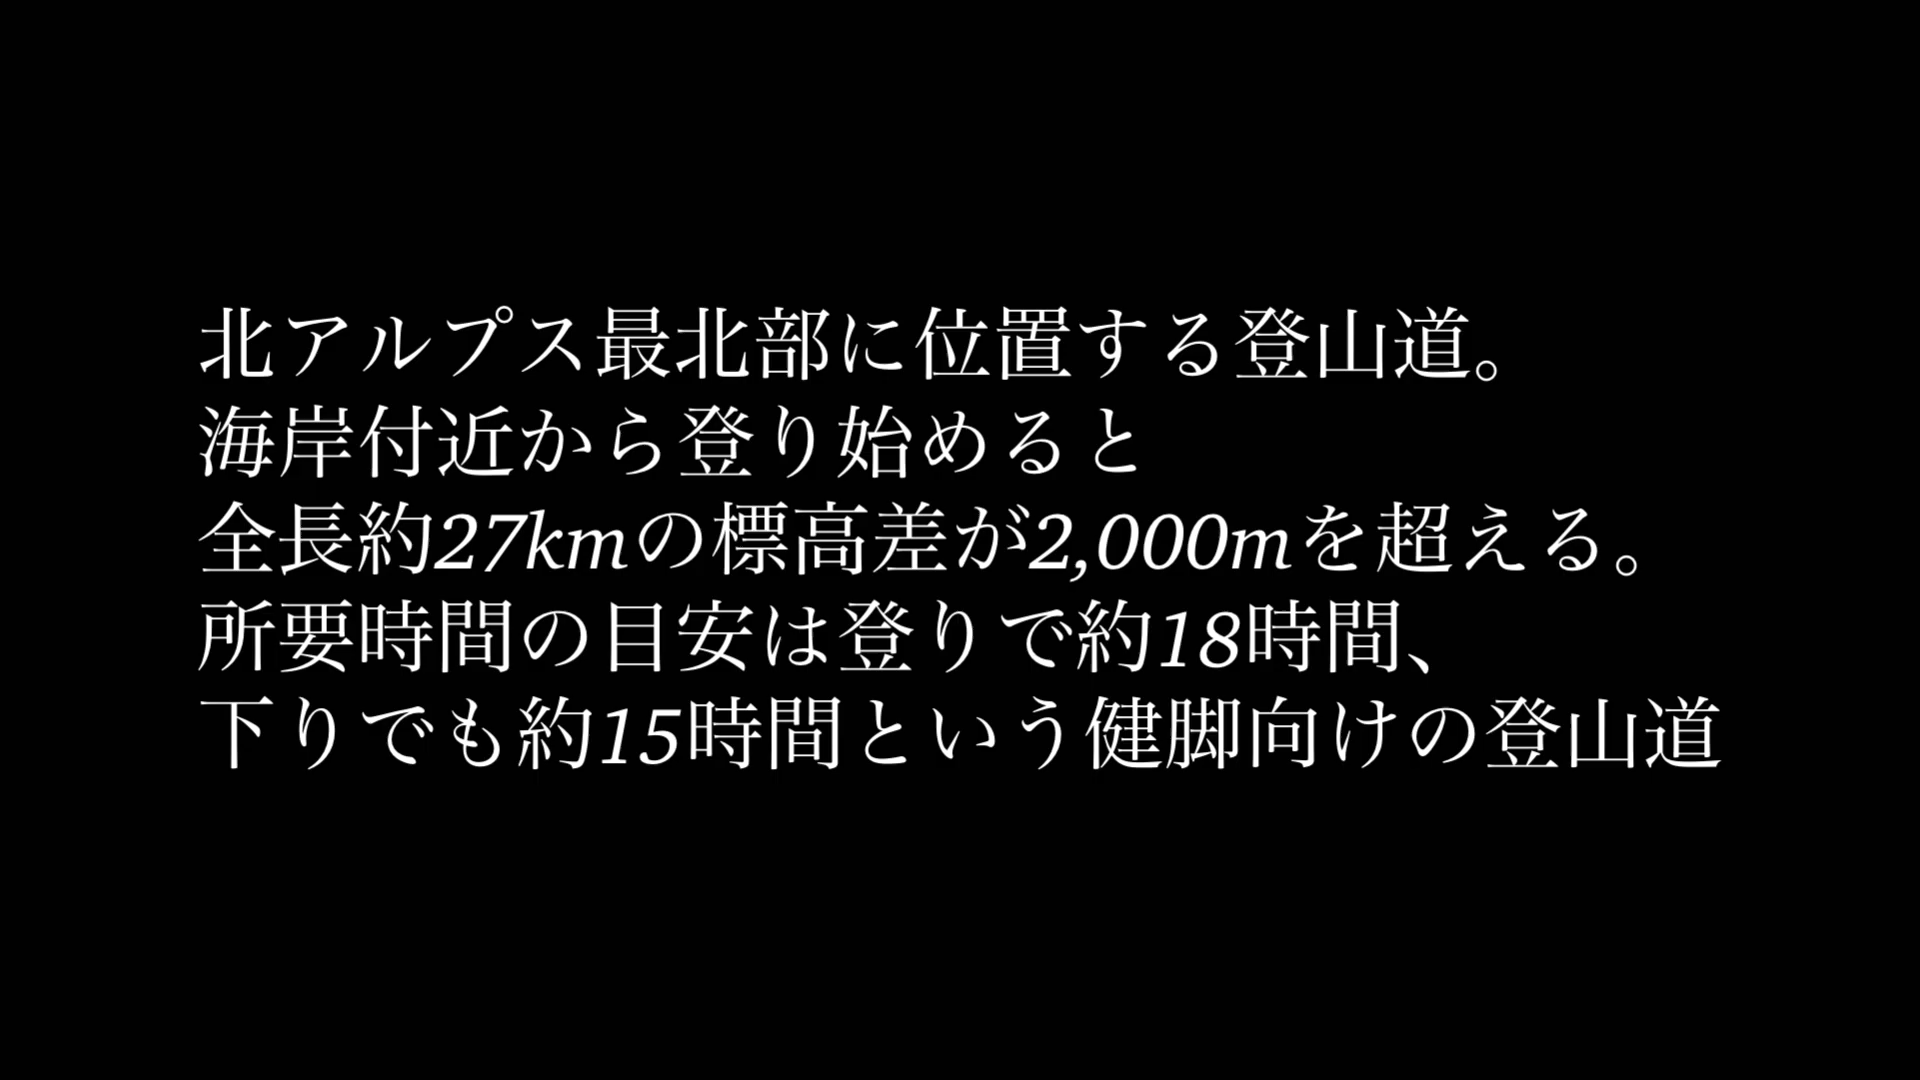 北アルプス最北部に位置する登山道。
海岸付近から登り始めると
全長約27kmの標高差が2,000mを超える。
所要時間の目安は登りで約18時間、
下りでも約15時間という健脚向けの登山道